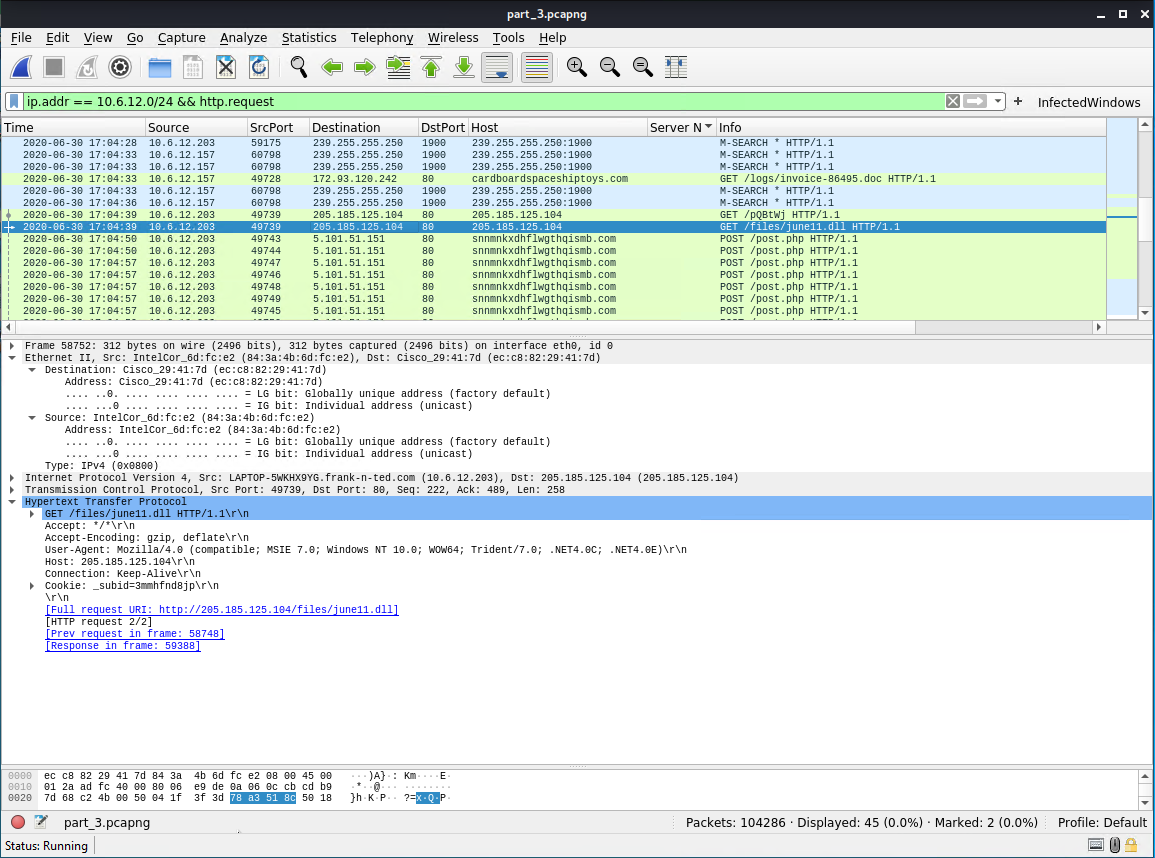 part_3.pcapng
File Edit View Go Capture Analyze Statistics Telephony Wireless Tools Help
ip.addr == 10.6.12.0/24 && http.request InfectedWindows
Time Source SrcPort Destination DstPort Host Server N Info
2020-06-30 17:04:28 10.6.12.203 59175 239.255.255.250 1900 239.255.255.250:1900 M-SEARCH * HTTP/1.1
2020-06-30 17:04:33 10.6.12.157 60798 239.255.255.250 1900 239.255.255.250:1900 M-SEARCH * HTTP/1.1
2020-06-30 17:04:33 10.6.12.157 60798 239.255.255.250 1900 239.255.255.250:1900 M-SEARCH * HTTP/1.1
2020-06-30 17:04:33 10.6.12.157 49728 172.93.120.242 80 cardboardspaceshiptoys.com GET /logs/invoice-86495.doc HTTP/1.1
2020-06-30 17:04:33 10.6.12.157 60798 239.255.255.250 1900 239.255.255.250:1900 M-SEARCH * HTTP/1.1
2020-06-30 17:04:36 10.6.12.157 60798 239.255.255.250 1900 239.255.255.250:1900 M-SEARCH * HTTP/1.1
2020-06-30 17:04:39 10.6.12.203 49739 205.185.125.104 80 205.185.125.104 GET /pQBtWj HTTP/1.1
2020-06-30 17:04:39 10.6.12.203 49739 205.185.125.104 80 205.185.125.104 GET /files/june11.dll HTTP/1.1
2020-06-30 17:04:50 10.6.12.203 49743 5.101.51.151 80 snnmnkxdhflwgthqismb.com POST /post.php HTTP/1.1
2020-06-30 17:04:50 10.6.12.203 49744 5.101.51.151 80 snnmnkxdhflwgthqismb.com POST /post.php HTTP/1.1
2020-06-30 17:04:57 10.6.12.203 49747 5.101.51.151 80 snnmnkxdhflwgthqismb.com POST /post.php HTTP/1.1
2020-06-30 17:04:57 10.6.12.203 49746 5.101.51.151 80 snnmnkxdhflwgthqismb.com POST /post.php HTTP/1.1
2020-06-30 17:04:57 10.6.12.203 49748 5.101.51.151 80 snnmnkxdhflwgthqismb.com POST /post.php HTTP/1.1
2020-06-30 17:04:57 10.6.12.203 49749 5.101.51.151 80 snnmnkxdhflwgthqismb.com POST /post.php HTTP/1.1
2020-06-30 17:04:57 10.6.12.203 49745 5.101.51.151 80 snnmnkxdhflwgthqismb.com POST /post.php HTTP/1.1
Frame 58752: 312 bytes on wire (2496 bits), 312 bytes captured (2496 bits) on interface eth0, id 0
Ethernet II, Src: IntelCor_6d:fc:e2 (84:3a:4b:6d:fc:e2), Dst: Cisco_29:41:7d (ec:c8:82:29:41:7d)
Destination: Cisco_29:41:7d (ec:c8:82:29:41:7d)
Address: Cisco_29:41:7d (ec:c8:82:29:41:7d)
.... ..0. .... .... .... .... = LG bit: Globally unique address (factory default)
.... ...0 .... .... .... .... = IG bit: Individual address (unicast)
Source: IntelCor_6d:fc:e2 (84:3a:4b:6d:fc:e2)
Address: IntelCor_6d:fc:e2 (84:3a:4b:6d:fc:e2)
.... ..0. .... .... .... .... = LG bit: Globally unique address (factory default)
.... ...0 .... .... .... .... = IG bit: Individual address (unicast)
Type: IPv4 (0x0800)
Internet Protocol Version 4, Src: LAPTOP-5WKHX9YG.frank-n-ted.com (10.6.12.203), Dst: 205.185.125.104 (205.185.125.104)
Transmission Control Protocol, Src Port: 49739, Dst Port: 80, Seq: 222, Ack: 489, Len: 258
Hypertext Transfer Protocol
GET /files/june11.dll HTTP/1.1\r\n
Accept: */*\r\n
Accept-Encoding: gzip, deflate\r\n
User-Agent: Mozilla/4.0 (compatible; MSIE 7.0; Windows NT 10.0; WOW64; Trident/7.0; .NET4.0C; .NET4.0E)\r\n
Host: 205.185.125.104\r\n
Connection: Keep-Alive\r\n
Cookie: _subid=3mmhfnd8jp\r\n
\r\n
[Full request URI: http://205.185.125.104/files/june11.dll]
[HTTP request 2/2]
[Prev request in frame: 58748]
[Response in frame: 59388]
0000 ec c8 82 29 41 7d 84 3a 4b 6d fc e2 08 00 45 00 ···)A}·: Km····E·
0010 01 2a ad fc 40 00 80 06 e9 de 0a 06 0c cb cd b9 ·*··@··· ········
0020 7d 68 c2 4b 00 50 04 1f 3f 3d 78 a3 51 8c 50 18 }h·K·P·· ?=x·Q·P·
part_3.pcapng Packets: 104286 · Displayed: 45 (0.0%) · Marked: 2 (0.0%) Profile: Default
Status: Running